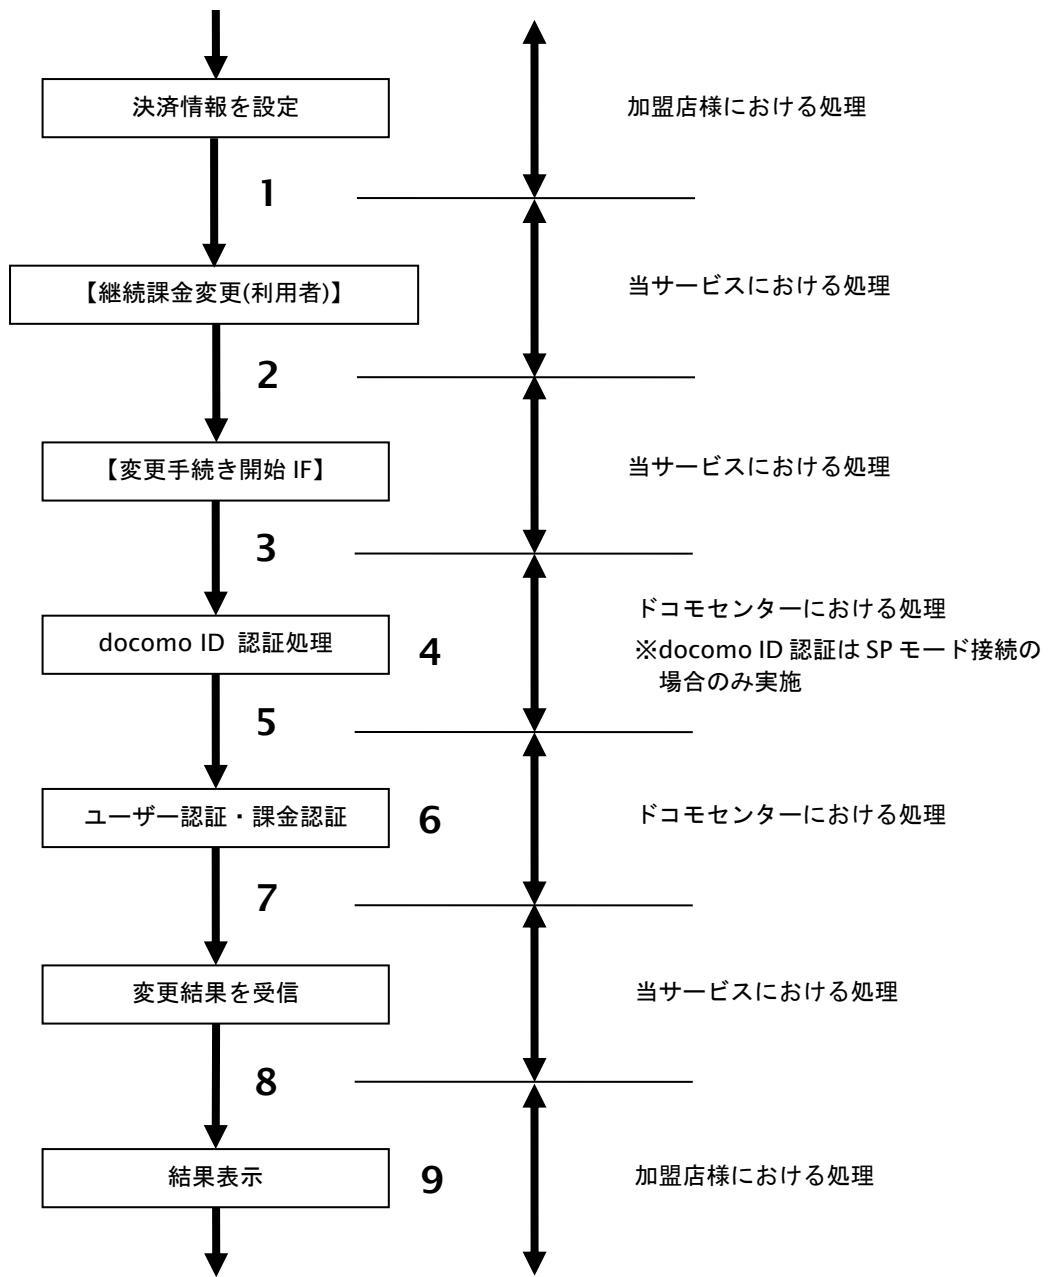 決済情報を設定
加盟店様における処理
1
【継続課金変更(利用者)】
当サービスにおける処理
2
【変更手続き開始 IF】
当サービスにおける処理
3
docomo ID 認証処理
4
ドコモセンターにおける処理
※docomo ID 認証は SP モード接続の
場合のみ実施
5
ユーザー認証・課金認証
6
ドコモセンターにおける処理
7
変更結果を受信
当サービスにおける処理
8
結果表示
9
加盟店様における処理